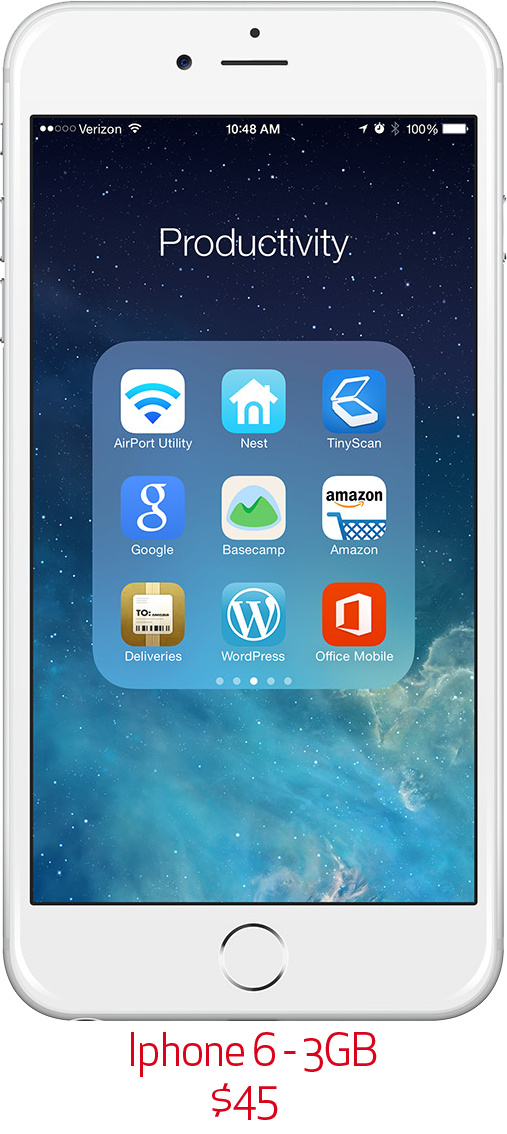 Verizon 10:48 AM 100%
Productivity
AirPort Utility Nest TinyScan
amazon
Google Basecamp Amazon
TO:
Deliveries WordPress Office Mobile
Iphone 6 - 3GB
$45